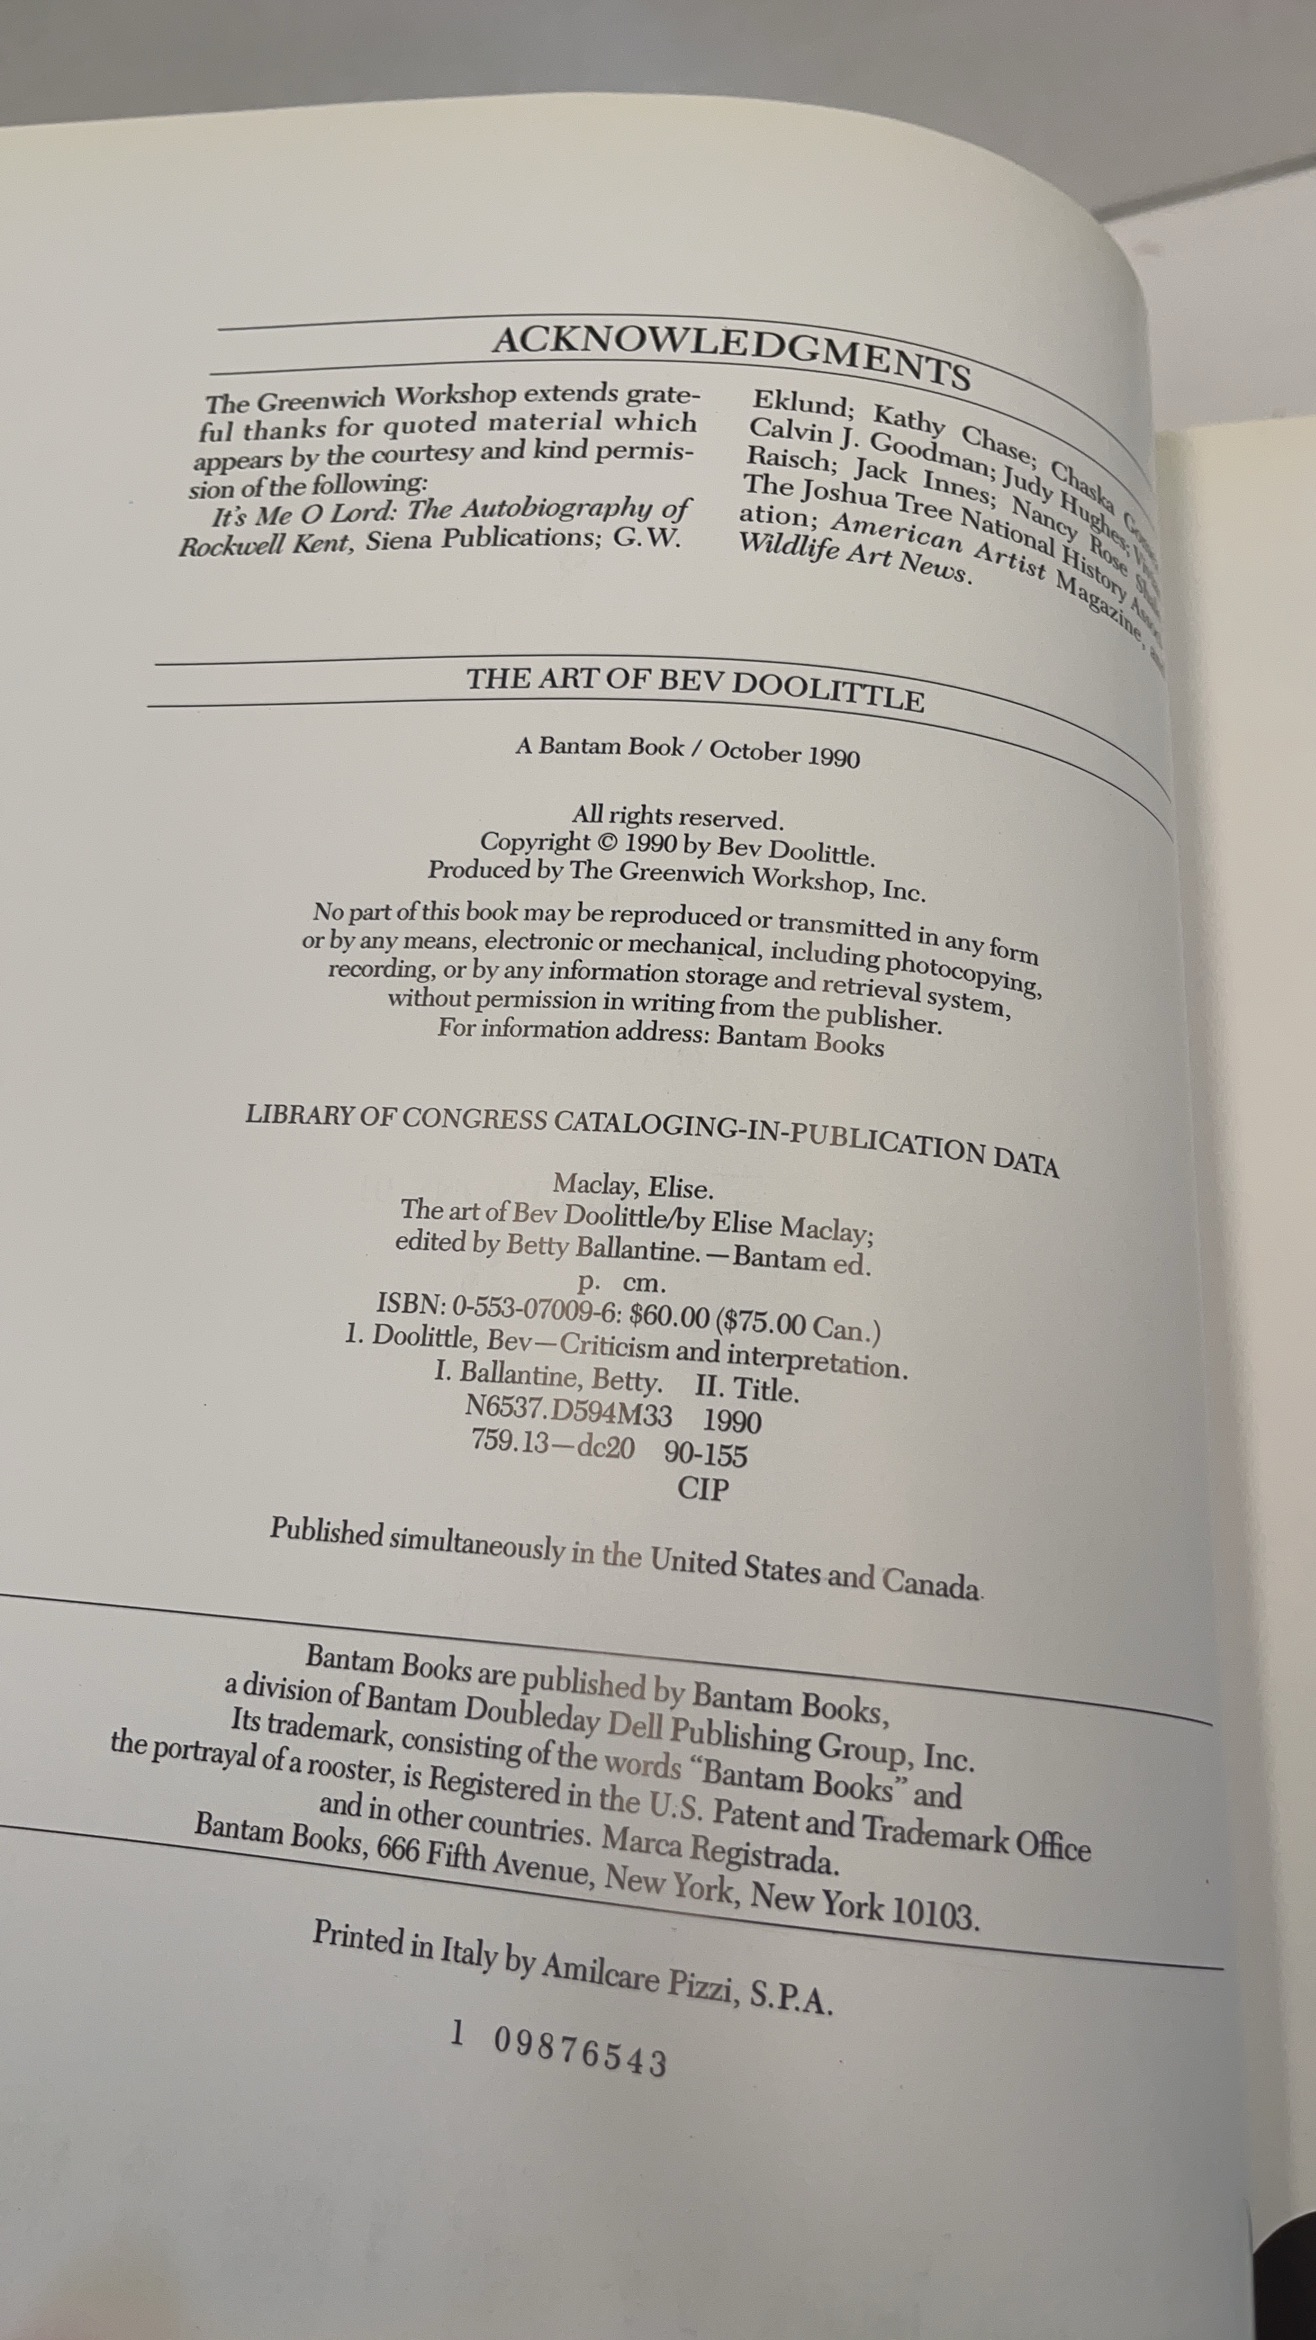 ACKNOWLEDGMENTS
The Greenwich Workshop extends grate-
ful thanks for quoted material which
appears by the courtesy and kind permis-
sion of the following:
It's Me O Lord: The Autobiography of
Rockwell Kent, Siena Publications; G.W.
Eklund; Kathy Chase; Chaska
Calvin J. Goodman; Judy Hughes;
Raisch; Jack Innes; Nancy Rose
The Joshua Tree National History
ation; American Artist Magazine,
Wildlife Art News.
THE ART OF BEV DOOLITTLE
A Bantam Book / October 1990
All rights reserved.
Copyright © 1990 by Bev Doolittle.
Produced by The Greenwich Workshop, Inc.
No part of this book may be reproduced or transmitted in any form
or by any means, electronic or mechanical, including photocopying,
recording, or by any information storage and retrieval system,
without permission in writing from the publisher.
For information address: Bantam Books
LIBRARY OF CONGRESS CATALOGING-IN-PUBLICATION DATA
Maclay, Elise.
The art of Bev Doolittle/by Elise Maclay;
edited by Betty Ballantine.—Bantam ed.
p. cm.
ISBN: 0-553-07009-6: $60.00 ($75.00 Can.)
1. Doolittle, Bev—Criticism and interpretation.
I. Ballantine, Betty. II. Title.
N6537.D594M33 1990
759.13—dc20 90-155
CIP
Published simultaneously in the United States and Canada.
Bantam Books are published by Bantam Books,
a division of Bantam Doubleday Dell Publishing Group, Inc.
Its trademark, consisting of the words “Bantam Books” and
the portrayal of a rooster, is Registered in the U.S. Patent and Trademark Office
and in other countries. Marca Registrada.
Bantam Books, 666 Fifth Avenue, New York, New York 10103.
Printed in Italy by Amilcare Pizzi, S.P.A.
1 09876543